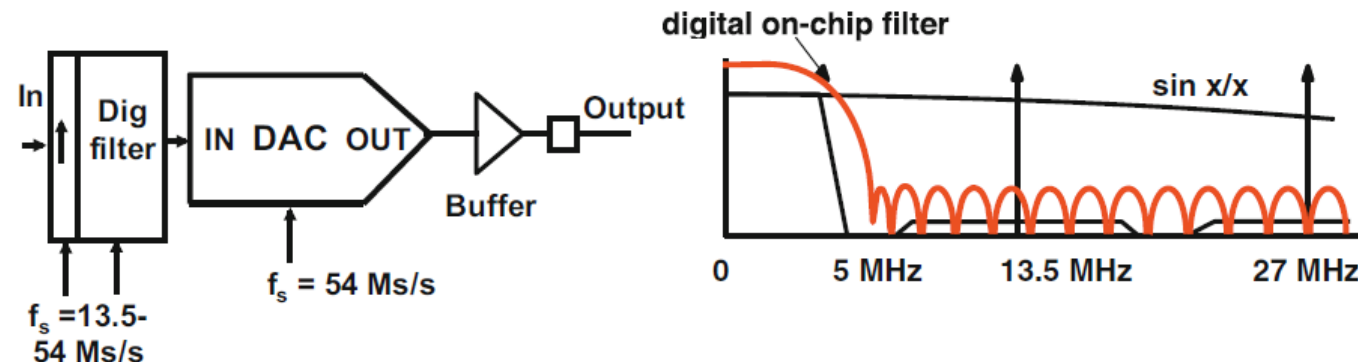 digital on-chip filter
In
Dig
filter
IN DAC OUT
Output
Buffer
sin x/x
fₛ = 54 Ms/s
fₛ =13.5-
54 Ms/s
0
5 MHz
13.5 MHz
27 MHz